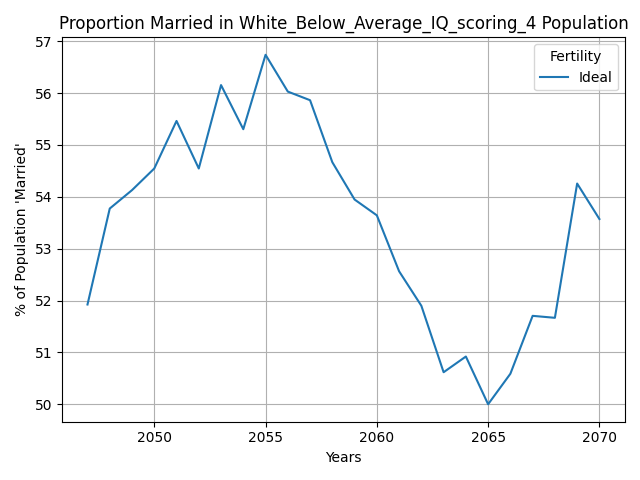 Proportion Married in White_Below_Average_IQ_scoring_4 Population
% of Population 'Married'
57
56
55
54
53
52
51
50
Fertility
Ideal
2050
2055
2060
2065
2070
Years